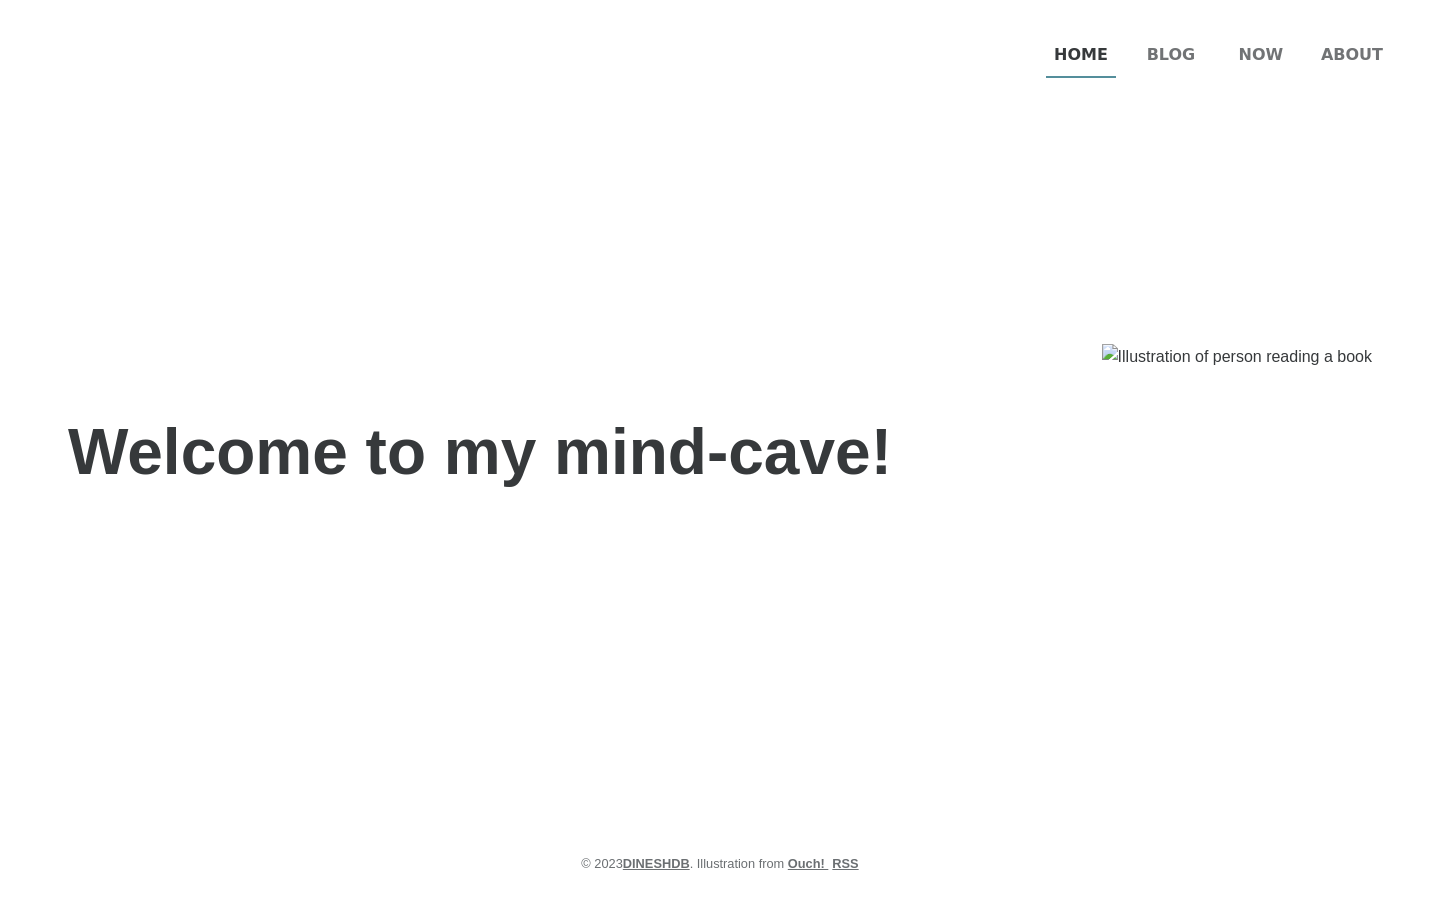 HOME BLOG NOW ABOUT
Illustration of person reading a book
Welcome to my mind-cave!
© 2023DINESHDB. Illustration from Ouch! RSS